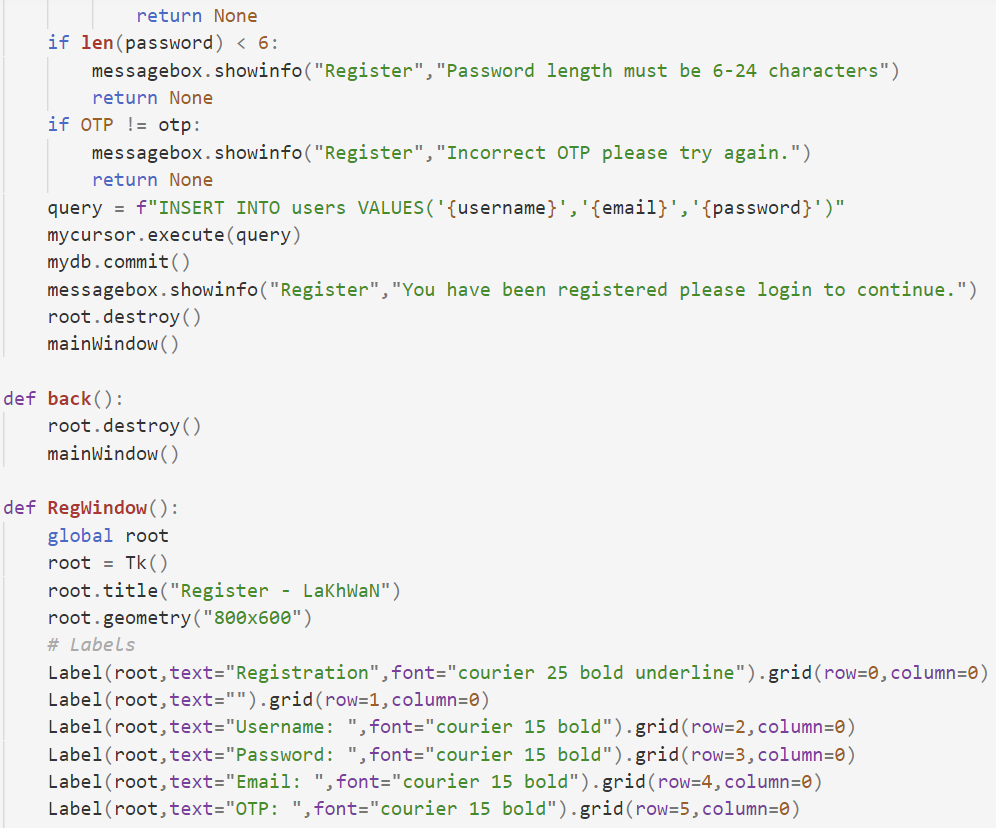 return None
    if len(password) < 6:
        messagebox.showinfo("Register","Password length must be 6-24 characters")
        return None
    if OTP != otp:
        messagebox.showinfo("Register","Incorrect OTP please try again.")
        return None
    query = f"INSERT INTO users VALUES('{username}','{email}','{password}')"
    mycursor.execute(query)
    mydb.commit()
    messagebox.showinfo("Register","You have been registered please login to continue.")
    root.destroy()
    mainWindow()

def back():
    root.destroy()
    mainWindow()

def RegWindow():
    global root
    root = Tk()
    root.title("Register - LaKhWaN")
    root.geometry("800x600")
    # Labels
    Label(root,text="Registration",font="courier 25 bold underline").grid(row=0,column=0)
    Label(root,text="").grid(row=1,column=0)
    Label(root,text="Username: ",font="courier 15 bold").grid(row=2,column=0)
    Label(root,text="Password: ",font="courier 15 bold").grid(row=3,column=0)
    Label(root,text="Email: ",font="courier 15 bold").grid(row=4,column=0)
    Label(root,text="OTP: ",font="courier 15 bold").grid(row=5,column=0)